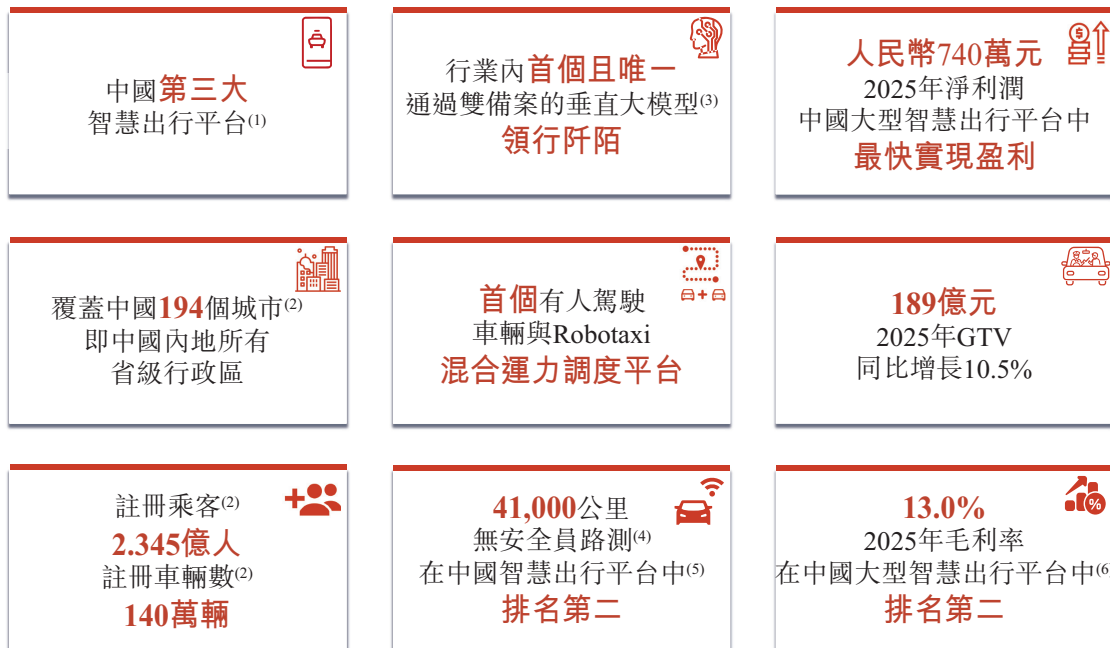 中國第三大
智慧出行平台(1)
行業內首個且唯一
通過雙備案的垂直大模型(3)
領行阡陌
人民幣740萬元
2025年淨利潤
中國大型智慧出行平台中
最快實現盈利
覆蓋中國194個城市(2)
即中國內地所有
省級行政區
首個有人駕駛
車輛與Robotaxi
混合運力調度平台
189億元
2025年GTV
同比增長10.5%
註冊乘客(2)
2.345億人
註冊車輛數(2)
140萬輛
41,000公里
無安全員路測(4)
在中國智慧出行平台中(5)
排名第二
13.0%
2025年毛利率
在中國大型智慧出行平台中(6
排名第二